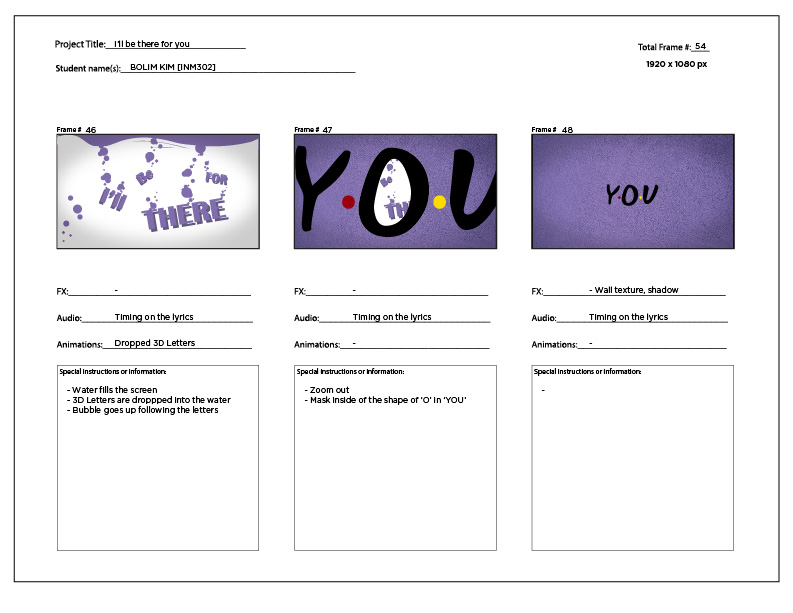 Project Title: I'll be there for you
Total Frame #: 54
Student name(s): BOLIM KIM [INM302]
1920 x 1080 px
Frame # 46
Frame # 47
Frame # 48
I'll Be FOR
THERE
Y.O.U
Be
TH
Y.O.U
FX: -
FX: -
FX: - Wall texture, shadow
Audio: Timing on the lyrics
Audio: Timing on the lyrics
Audio: Timing on the lyrics
Animations: Dropped 3D Letters
Animations: -
Animations: -
Special instructions or information:
- Water fills the screen
- 3D Letters are droppped into the water
- Bubble goes up following the letters
Special instructions or information:
- Zoom out
- Mask inside of the shape of 'O' in 'YOU'
Special instructions or information:
-